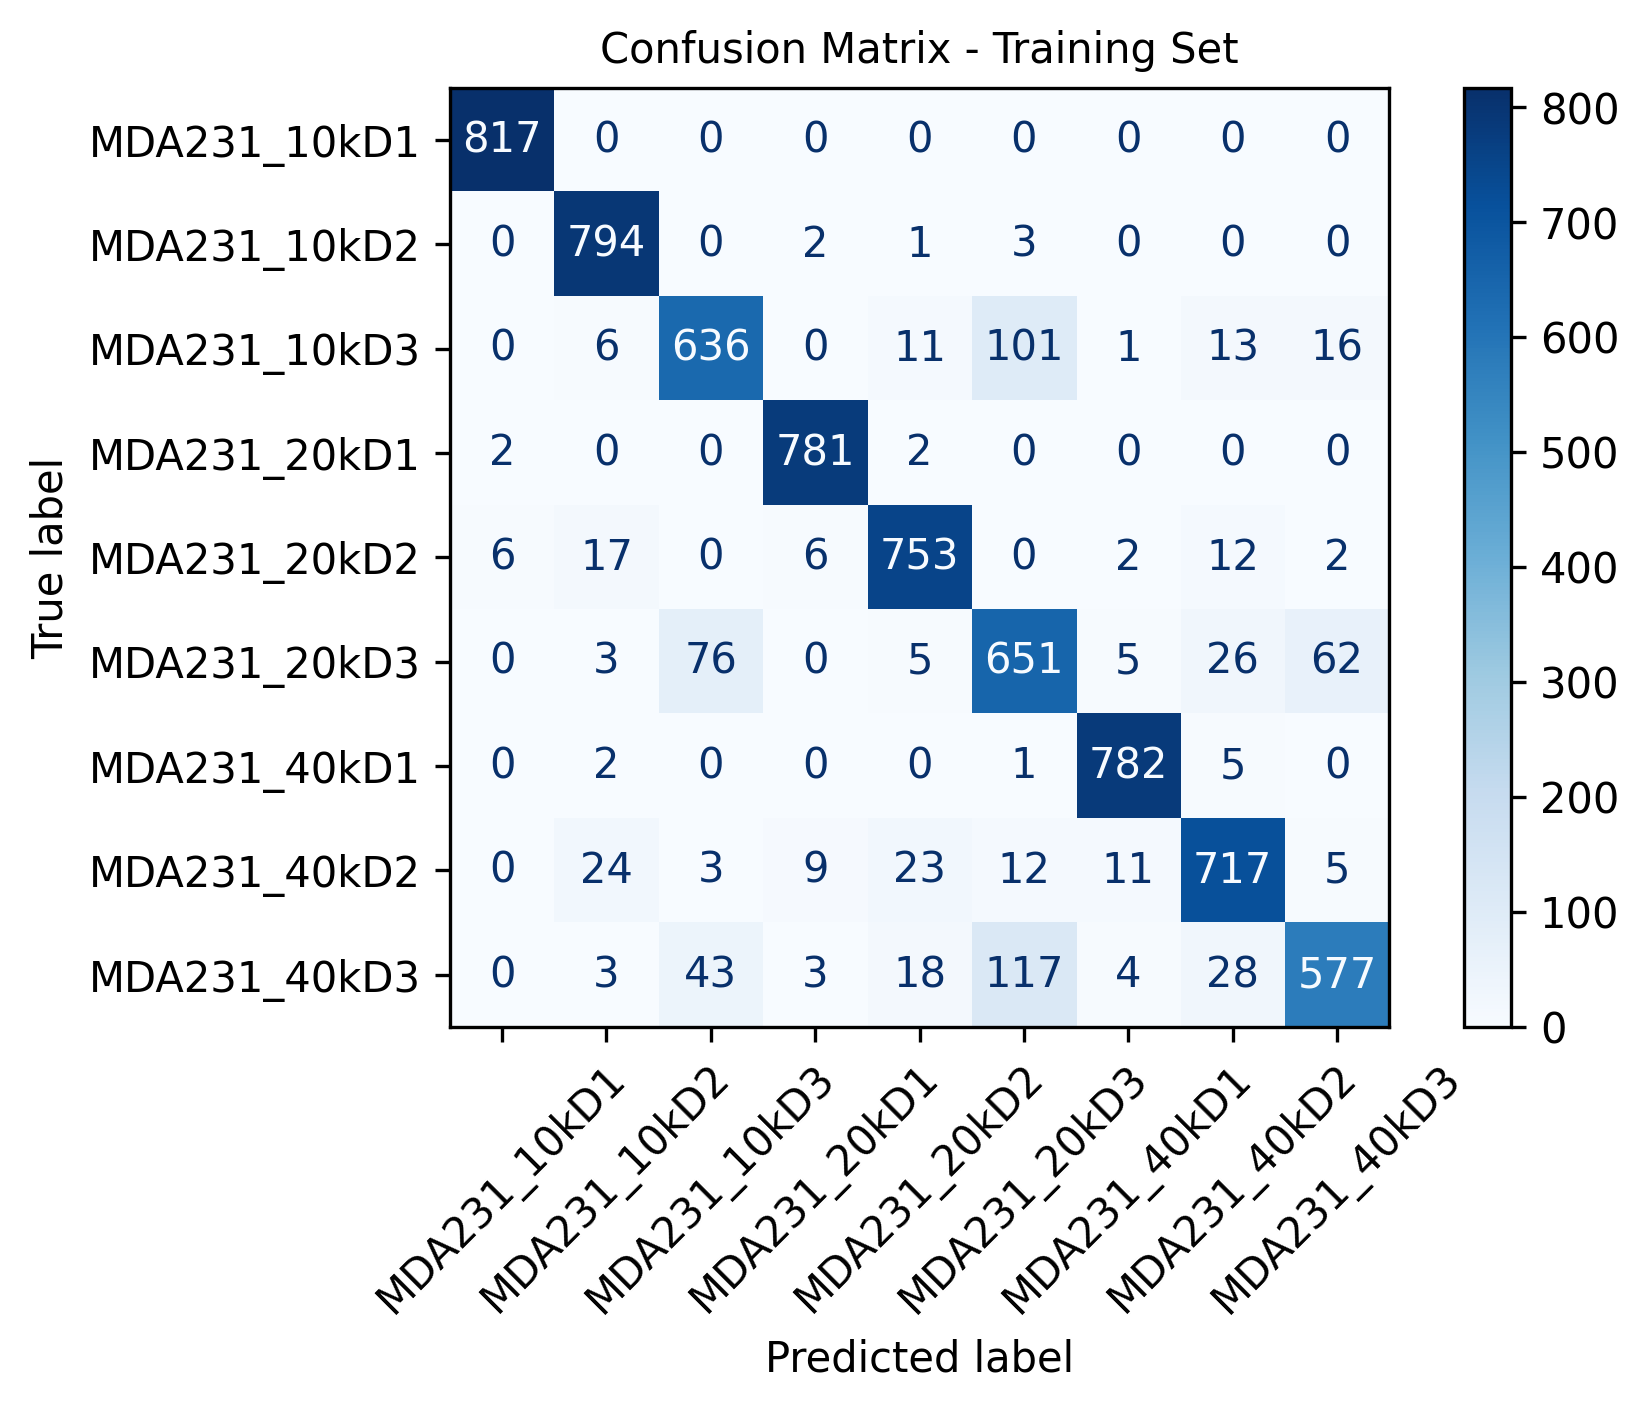 Confusion Matrix - Training Set
True label
MDA231_10kD1 817 0 0 0 0 0 0 0 0
MDA231_10kD2 0 794 0 2 1 3 0 0 0
MDA231_10kD3 0 6 636 0 11 101 1 13 16
MDA231_20kD1 2 0 0 781 2 0 0 0 0
MDA231_20kD2 6 17 0 6 753 0 2 12 2
MDA231_20kD3 0 3 76 0 5 651 5 26 62
MDA231_40kD1 0 2 0 0 0 1 782 5 0
MDA231_40kD2 0 24 3 9 23 12 11 717 5
MDA231_40kD3 0 3 43 3 18 117 4 28 577
MDA231_10kD1
MDA231_10kD2
MDA231_10kD3
MDA231_20kD1
MDA231_20kD2
MDA231_20kD3
MDA231_40kD1
MDA231_40kD2
MDA231_40kD3
Predicted label
800
700
600
500
400
300
200
100
0